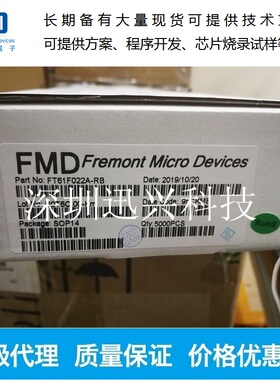 长期备有大量现货可提供技术
可提供方案、程序开发、芯片烧录试样
Devices
FMD Fremont Micro Devices
Part No: FT61F022A-RB Date: 2019/10/20
Package: SOP14 Qty:5000PCS
深圳迅兴科技
级代理 质量保证 价格优惠